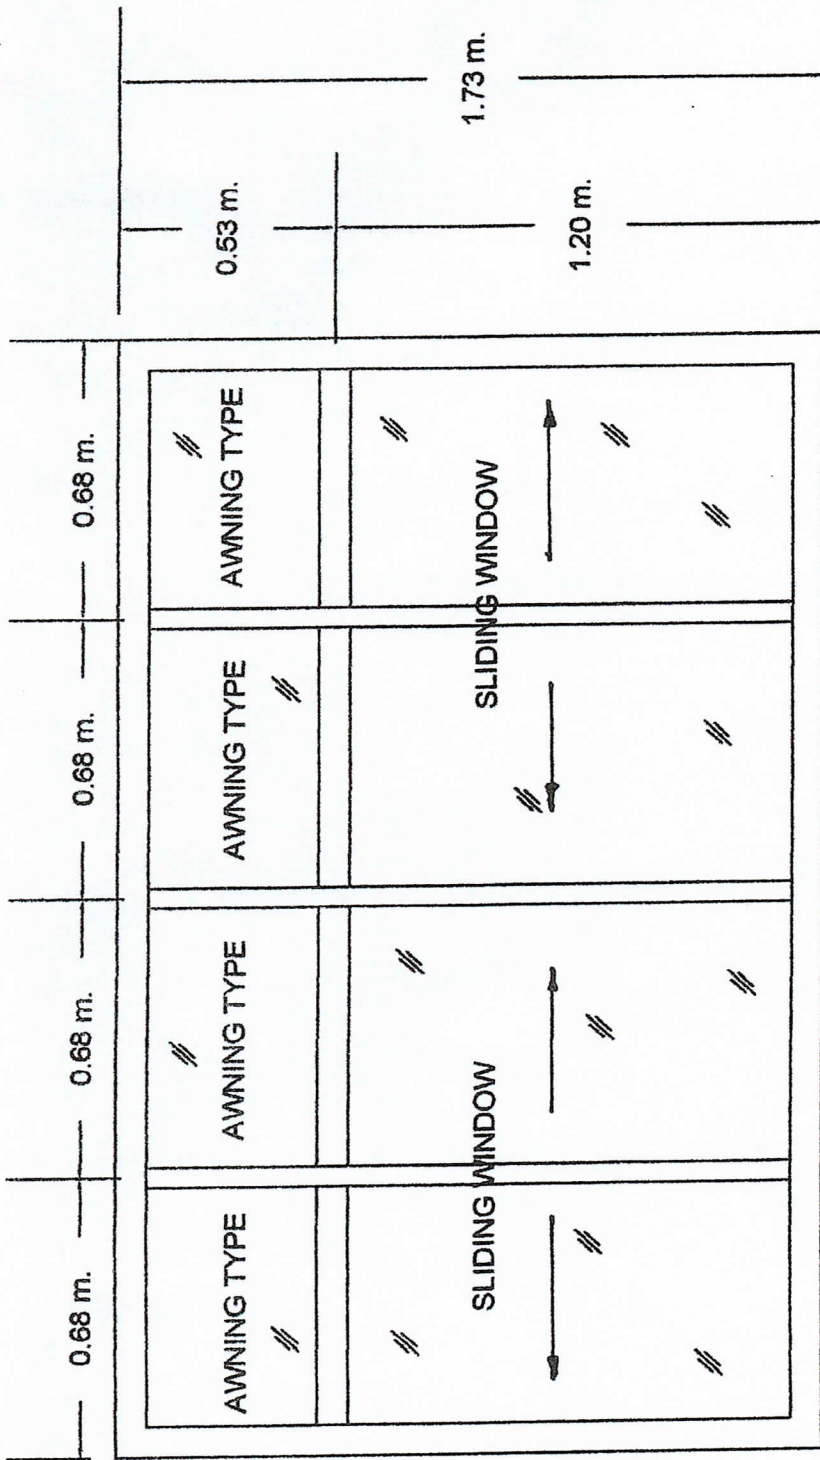 0.68 m.
0.68 m.
0.68 m.
0.68 m.
AWNING TYPE
AWNING TYPE
AWNING TYPE
AWNING TYPE
0.53 m.
1.73 m.
SLIDING WINDOW
SLIDING WINDOW
1.20 m.